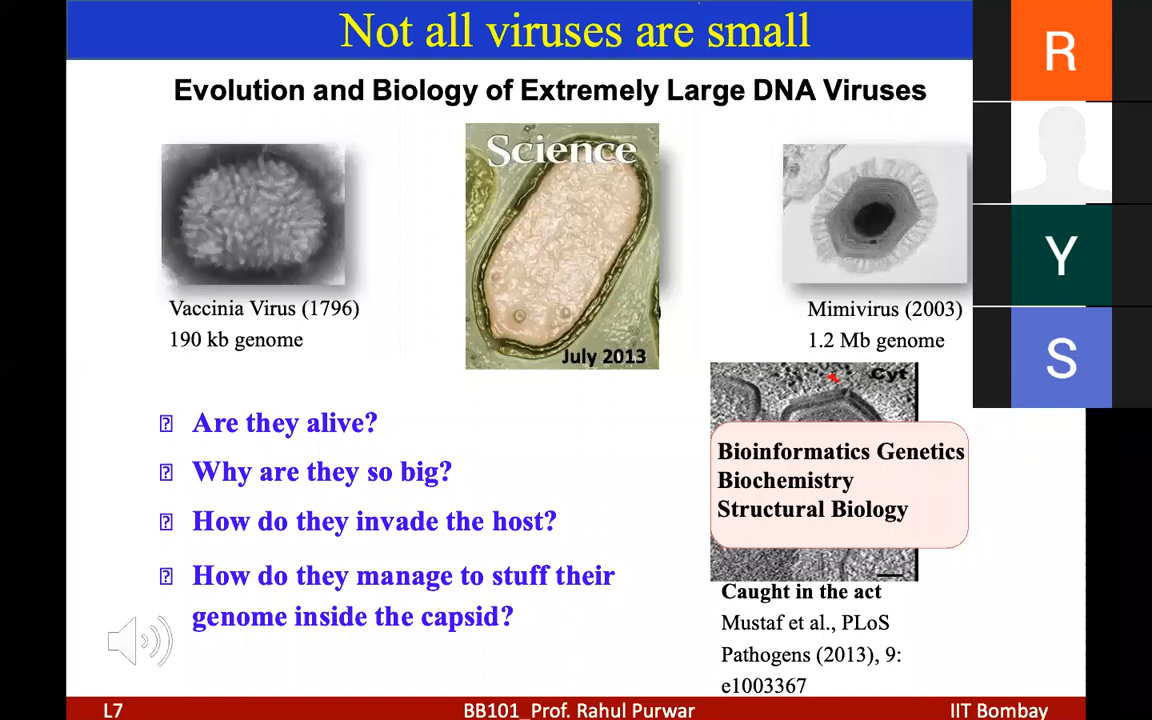 Not all viruses are small
Evolution and Biology of Extremely Large DNA Viruses
Science
July 2013
Vaccinia Virus (1796)
190 kb genome
Mimivirus (2003)
1.2 Mb genome
Are they alive?
Why are they so big?
How do they invade the host?
How do they manage to stuff their
genome inside the capsid?
Cyt
Bioinformatics Genetics
Biochemistry
Structural Biology
Caught in the act
Mustaf et al., PLoS
Pathogens (2013), 9:
e1003367
R
Y
S
L7
BB101_Prof. Rahul Purwar
IIT Bombay